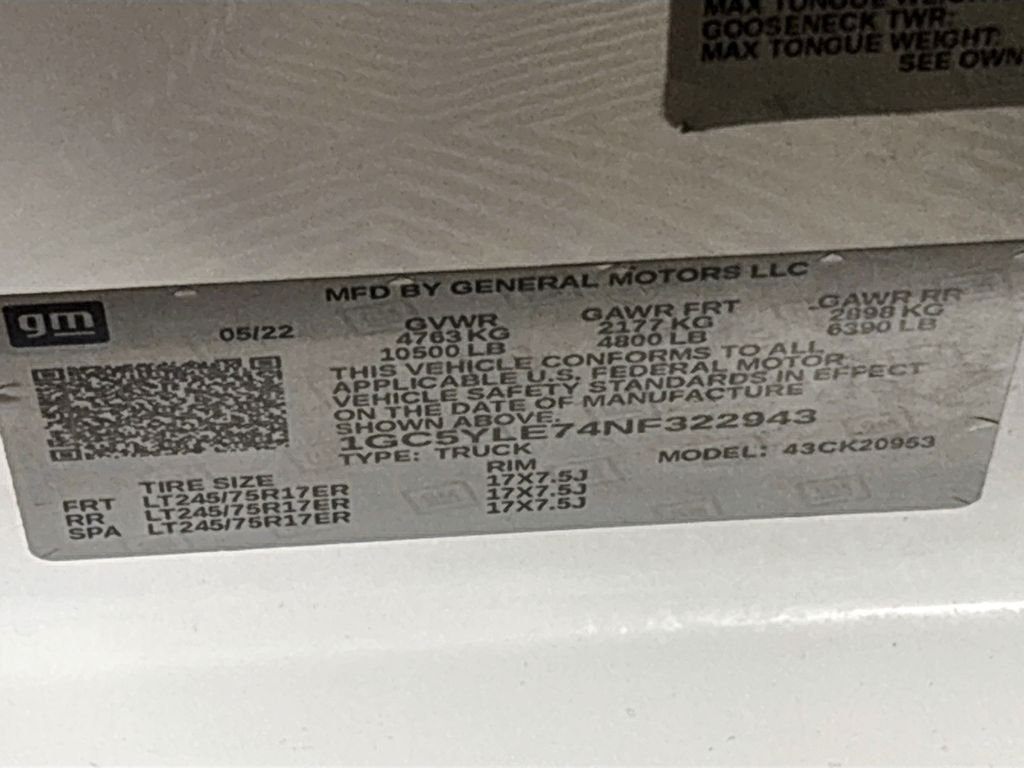 MAX TONGUE WEIGHT:
GOOSENECK TWR:
MAX TONGUE WEIGHT:
SEE OWN
MFD BY GENERAL MOTORS LLC
gm
05/22
GVWR GAWR FRT GAWR RR
4763 KG 2177 KG 2898 KG
10500 LB 4800 LB 6390 LB
THIS VEHICLE CONFORMS TO ALL
APPLICABLE U.S. FEDERAL MOTOR
VEHICLE SAFETY STANDARDS IN EFFECT
ON THE DATE OF MANUFACTURE
SHOWN ABOVE.
1GC5YLE74NF322943
TYPE: TRUCK MODEL: 43CK20953
TIRE SIZE RIM
FRT LT245/75R17ER 17X7.5J
RR LT245/75R17ER 17X7.5J
SPA LT245/75R17ER 17X7.5J